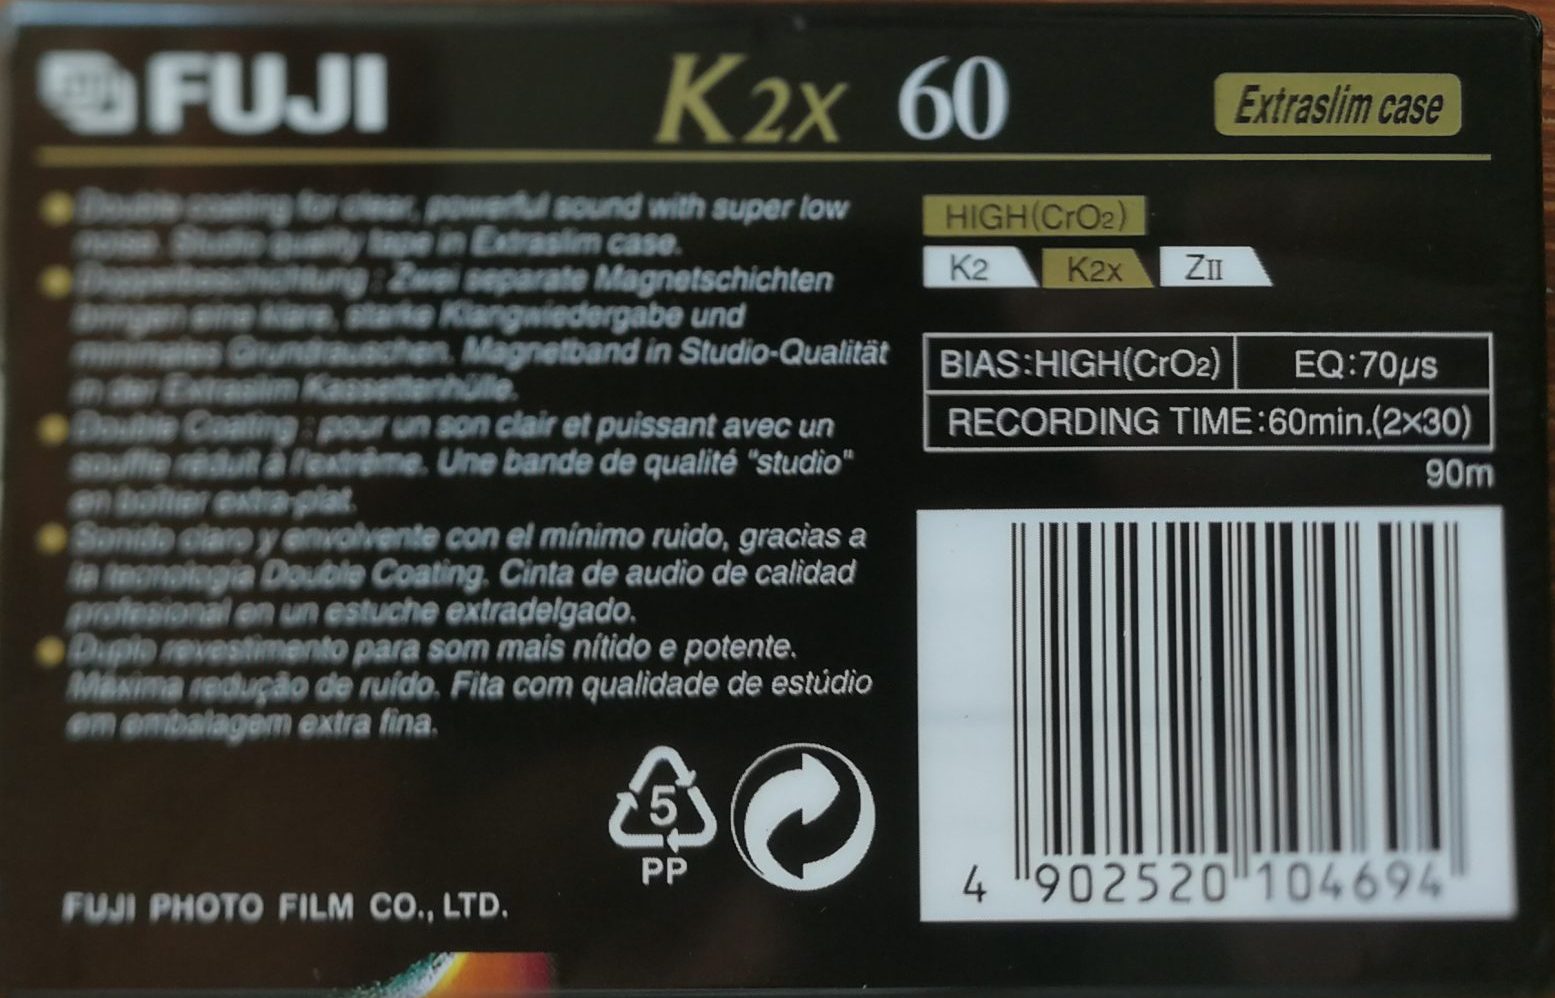 FUJI K2x 60 Extraslim case
Double coating for clear, powerful sound with super low
noise. Studio quality tape in Extraslim case.
Doppelbeschichtung : Zwei separate Magnetschichten
bringen eine klare, starke Klangwiedergabe und
minimales Grundrauschen. Magnetband in Studio-Qualität
in der Extraslim Kassettenhülle.
Double Coating : pour un son clair et puissant avec un
souffle réduit à l'extrême. Une bande de qualité "studio"
en boîtier extra-plat.
Sonido claro y envolvente con el mínimo ruido, gracias a
la tecnología Double Coating. Cinta de audio de calidad
profesional en un estuche extradelgado.
Duplo revestimento para som mais nítido e potente.
Máxima redução de ruído. Fita com qualidade de estúdio
em embalagem extra fina.
5
PP
FUJI PHOTO FILM CO., LTD.
HIGH(CrO2)
K2 K2x ZII
BIAS:HIGH(CrO2) EQ:70µs
RECORDING TIME:60min.(2×30)
90m
4 902520 104694